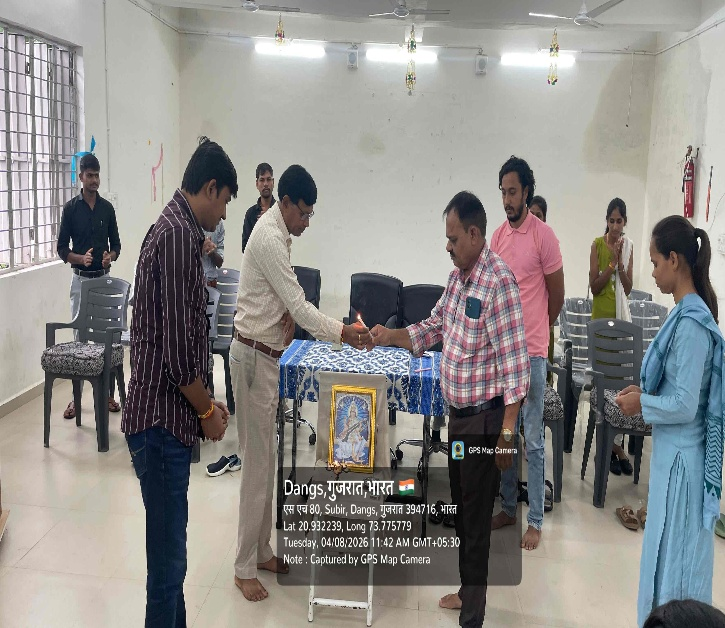 GPS Map Camera
Dangs,गुजरात,भारत
एस एच 80, Subir, Dangs, गुजरात 394716, भारत
Lat 20.932239, Long 73.775779
Tuesday, 04/08/2026 11:42 AM GMT+05:30
Note : Captured by GPS Map Camera